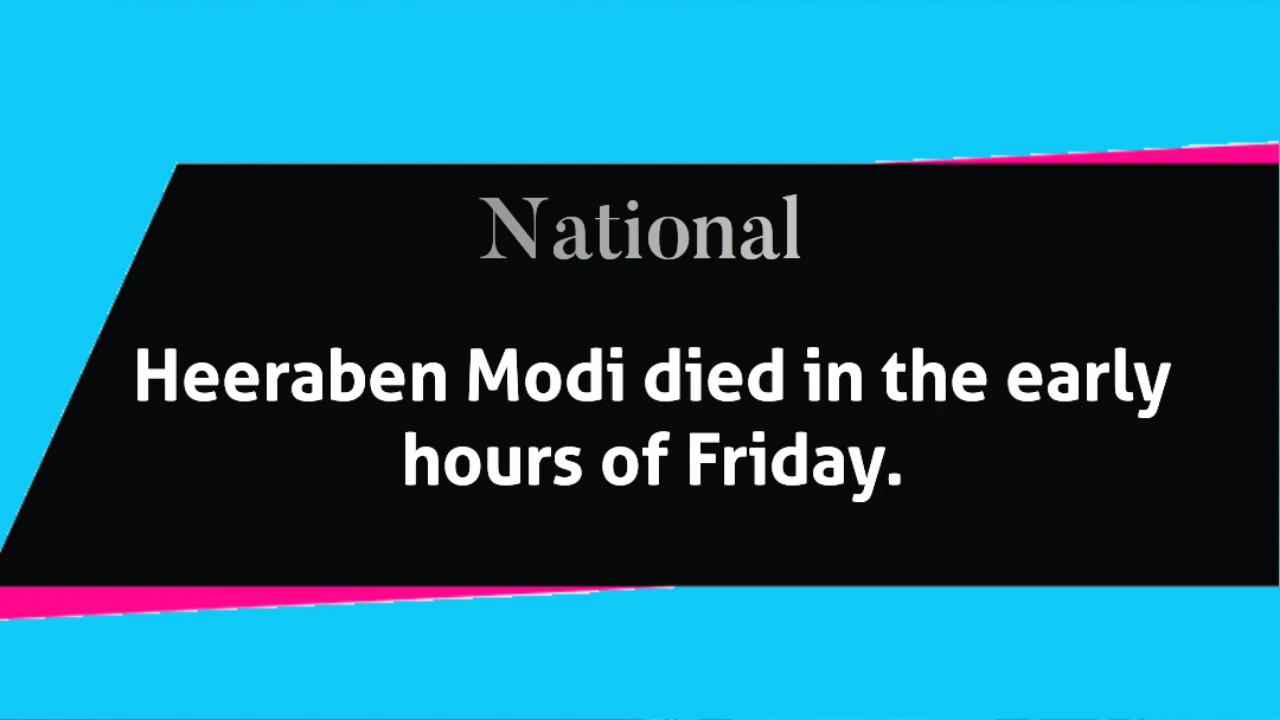 National
Heeraben Modi died in the early
hours of Friday.